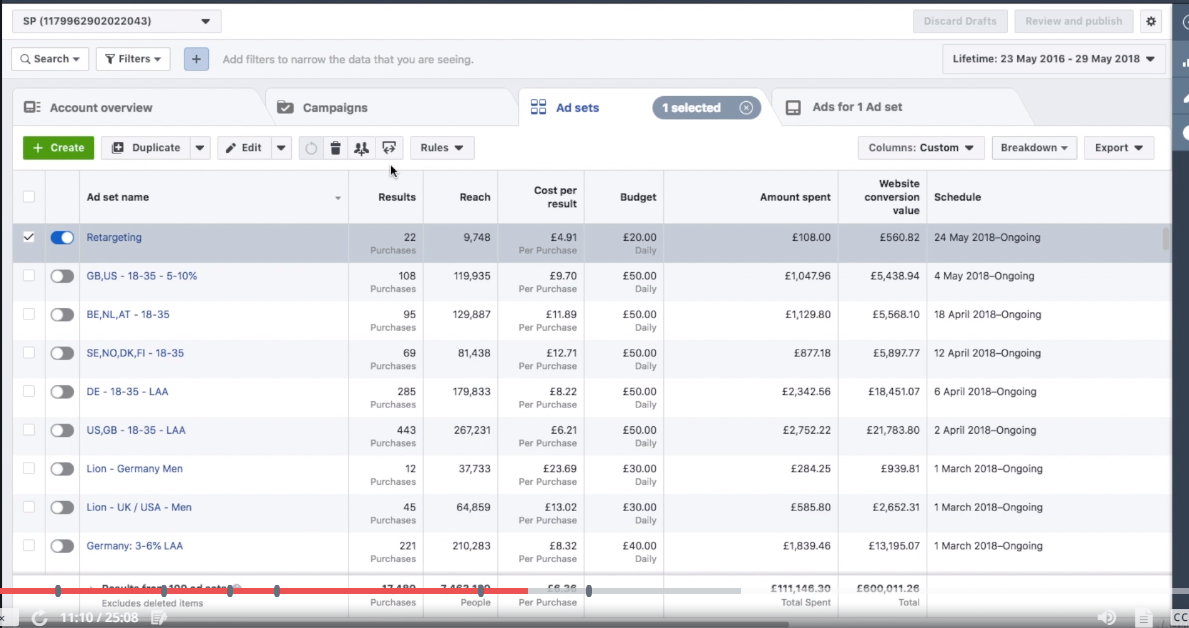 SP (1179962902022043)
Discard Drafts
Review and publish
Search
Filters
+
Add filters to narrow the data that you are seeing.
Lifetime: 23 May 2016 - 29 May 2018
Account overview
Campaigns
Ad sets
1 selected
Ads for 1 Ad set
+ Create
Duplicate
Edit
Rules
Columns: Custom
Breakdown
Export
Ad set name Results Reach Cost per result Budget Amount spent Website conversion value Schedule
Retargeting 22 9,748 £4.91 £20.00 £108.00 £560.82 24 May 2018–Ongoing
Purchases Per Purchase Daily
GB,US - 18-35 - 5-10% 108 119,935 £9.70 £50.00 £1,047.96 £5,438.94 4 May 2018–Ongoing
Purchases Per Purchase Daily
BE,NL,AT - 18-35 95 129,887 £11.89 £50.00 £1,129.80 £5,568.10 18 April 2018–Ongoing
Purchases Per Purchase Daily
SE,NO,DK,FI - 18-35 69 81,438 £12.71 £50.00 £877.18 £5,897.77 12 April 2018–Ongoing
Purchases Per Purchase Daily
DE - 18-35 - LAA 285 179,833 £8.22 £50.00 £2,342.56 £18,451.07 6 April 2018–Ongoing
Purchases Per Purchase Daily
US,GB - 18-35 - LAA 443 267,231 £6.21 £50.00 £2,752.22 £21,783.80 2 April 2018–Ongoing
Purchases Per Purchase Daily
Lion - Germany Men 12 37,733 £23.69 £30.00 £284.25 £939.81 1 March 2018–Ongoing
Purchases Per Purchase Daily
Lion - UK / USA - Men 45 64,859 £13.02 £30.00 £585.80 £2,652.31 1 March 2018–Ongoing
Purchases Per Purchase Daily
Germany: 3-6% LAA 221 210,283 £8.32 £40.00 £1,839.46 £13,195.07 1 March 2018–Ongoing
Purchases Per Purchase Daily
Results from ad sets £111,146.30 £600,011.26
Excludes deleted items Purchases People Per Purchase Total Spent Total
11:10 / 25:08
CC